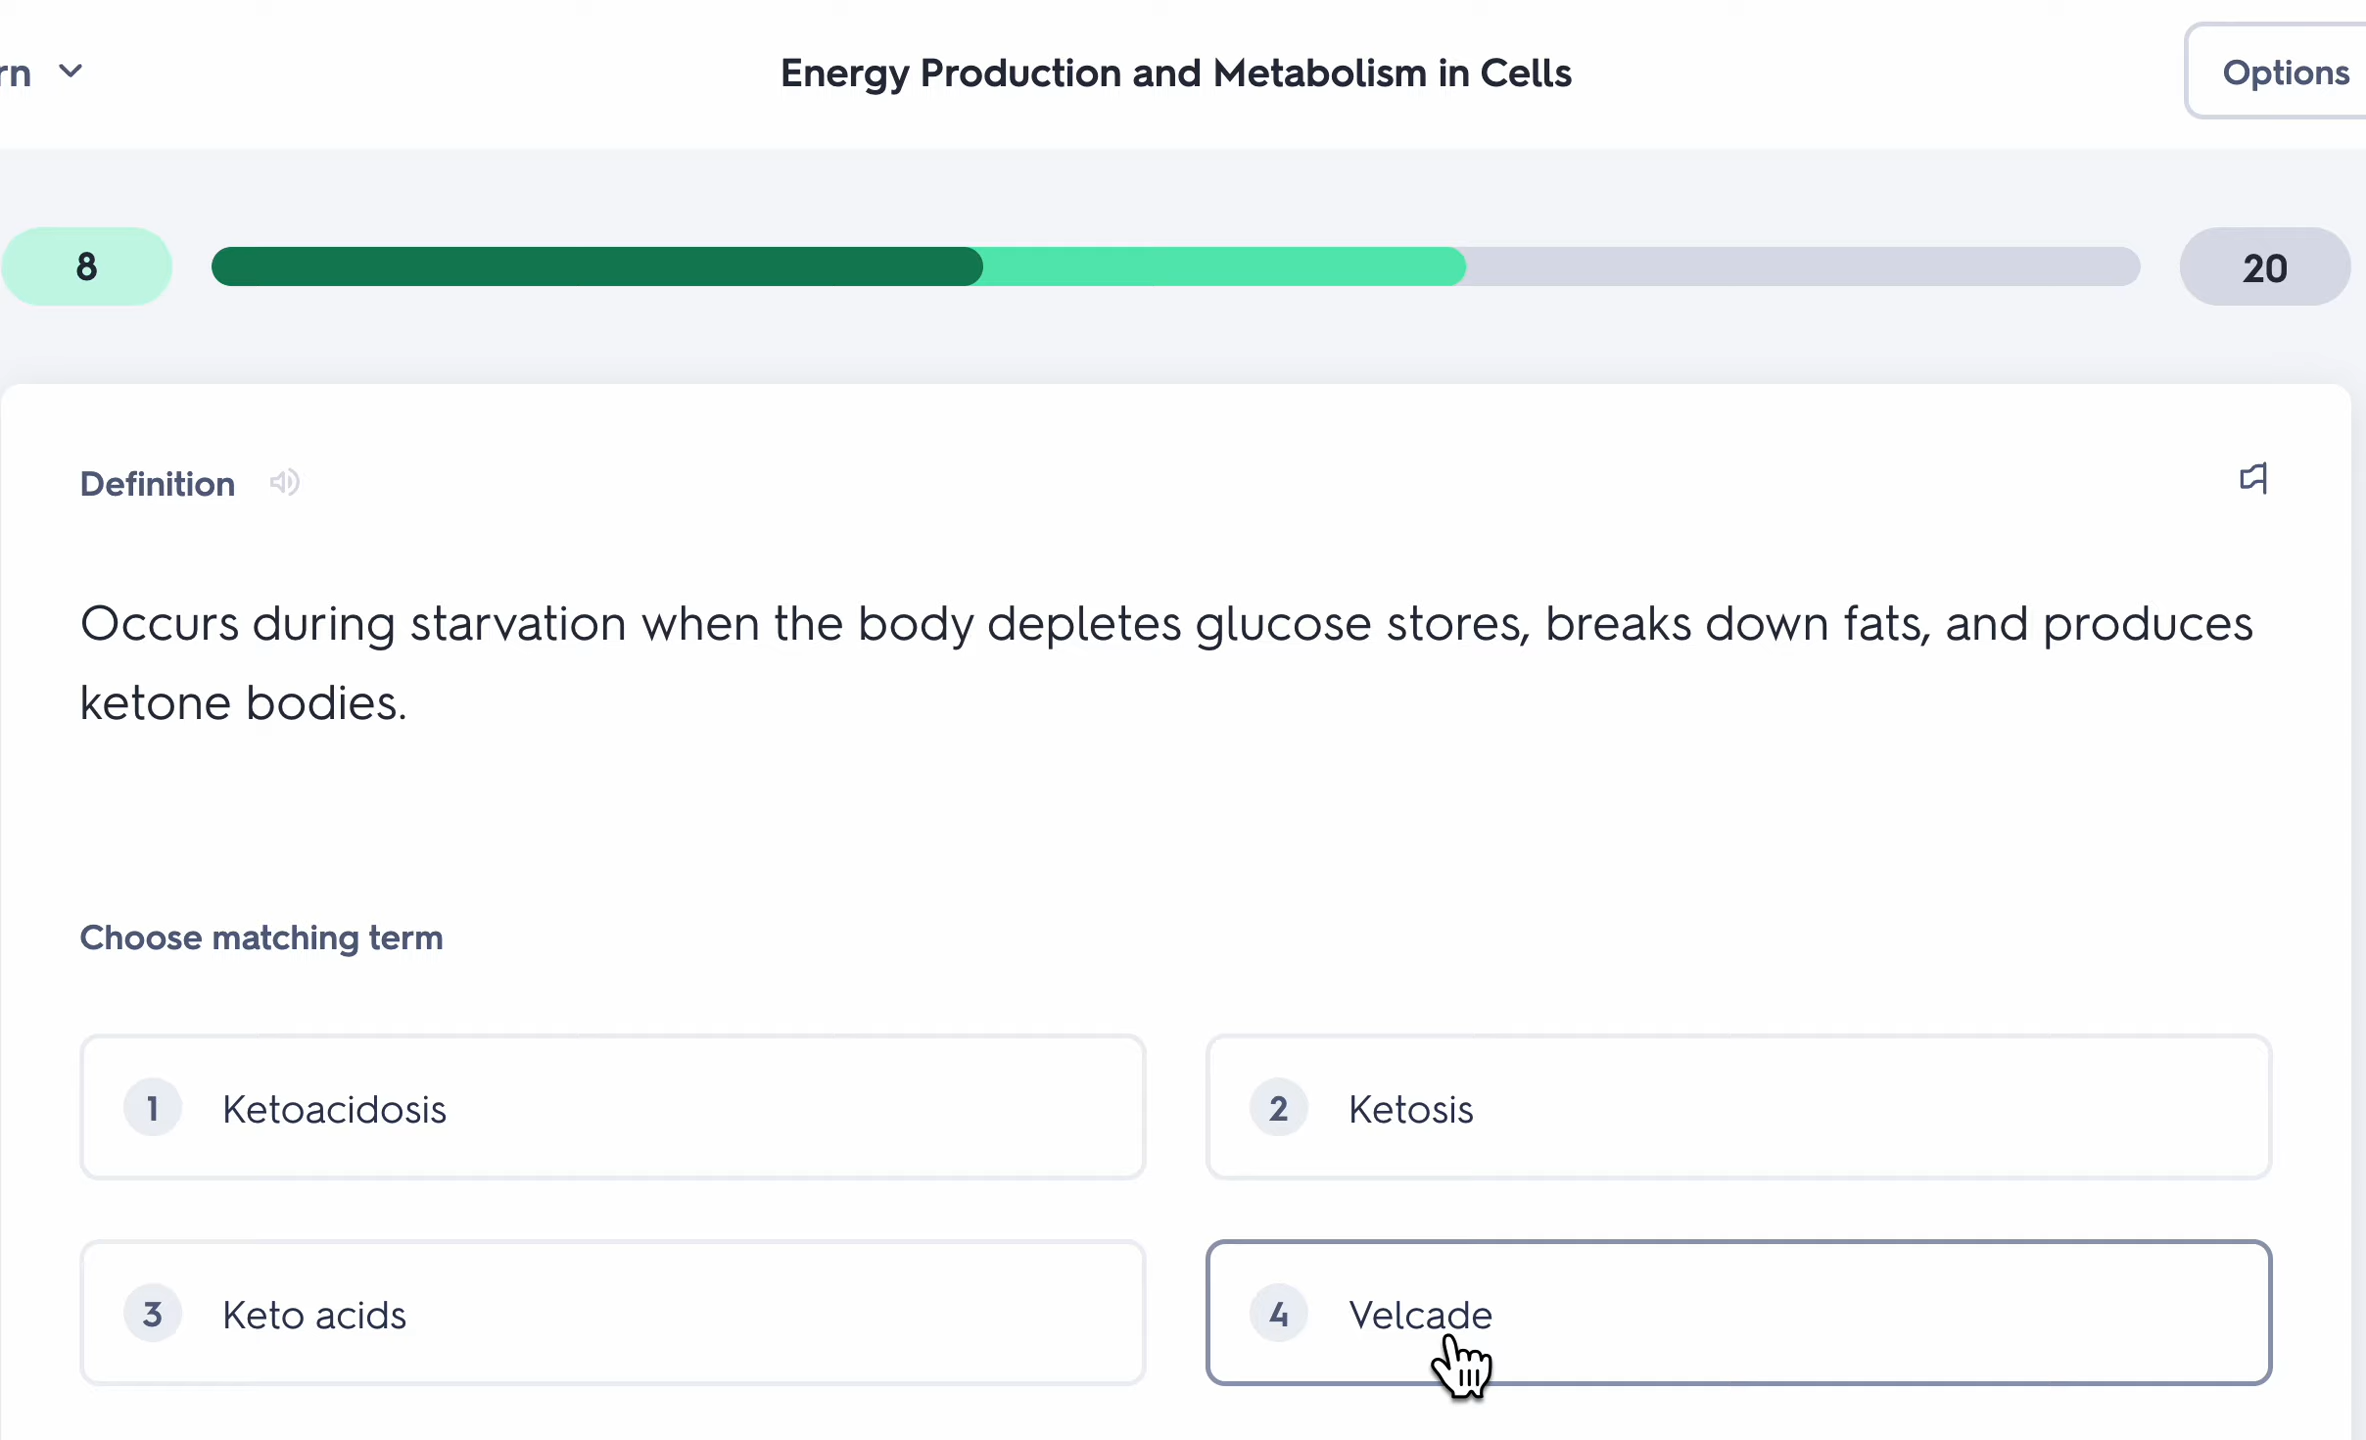 rn
Energy Production and Metabolism in Cells
Options
8
20
Definition
Occurs during starvation when the body depletes glucose stores, breaks down fats, and produces
ketone bodies.
Choose matching term
1 Ketoacidosis
2 Ketosis
3 Keto acids
4 Velcade